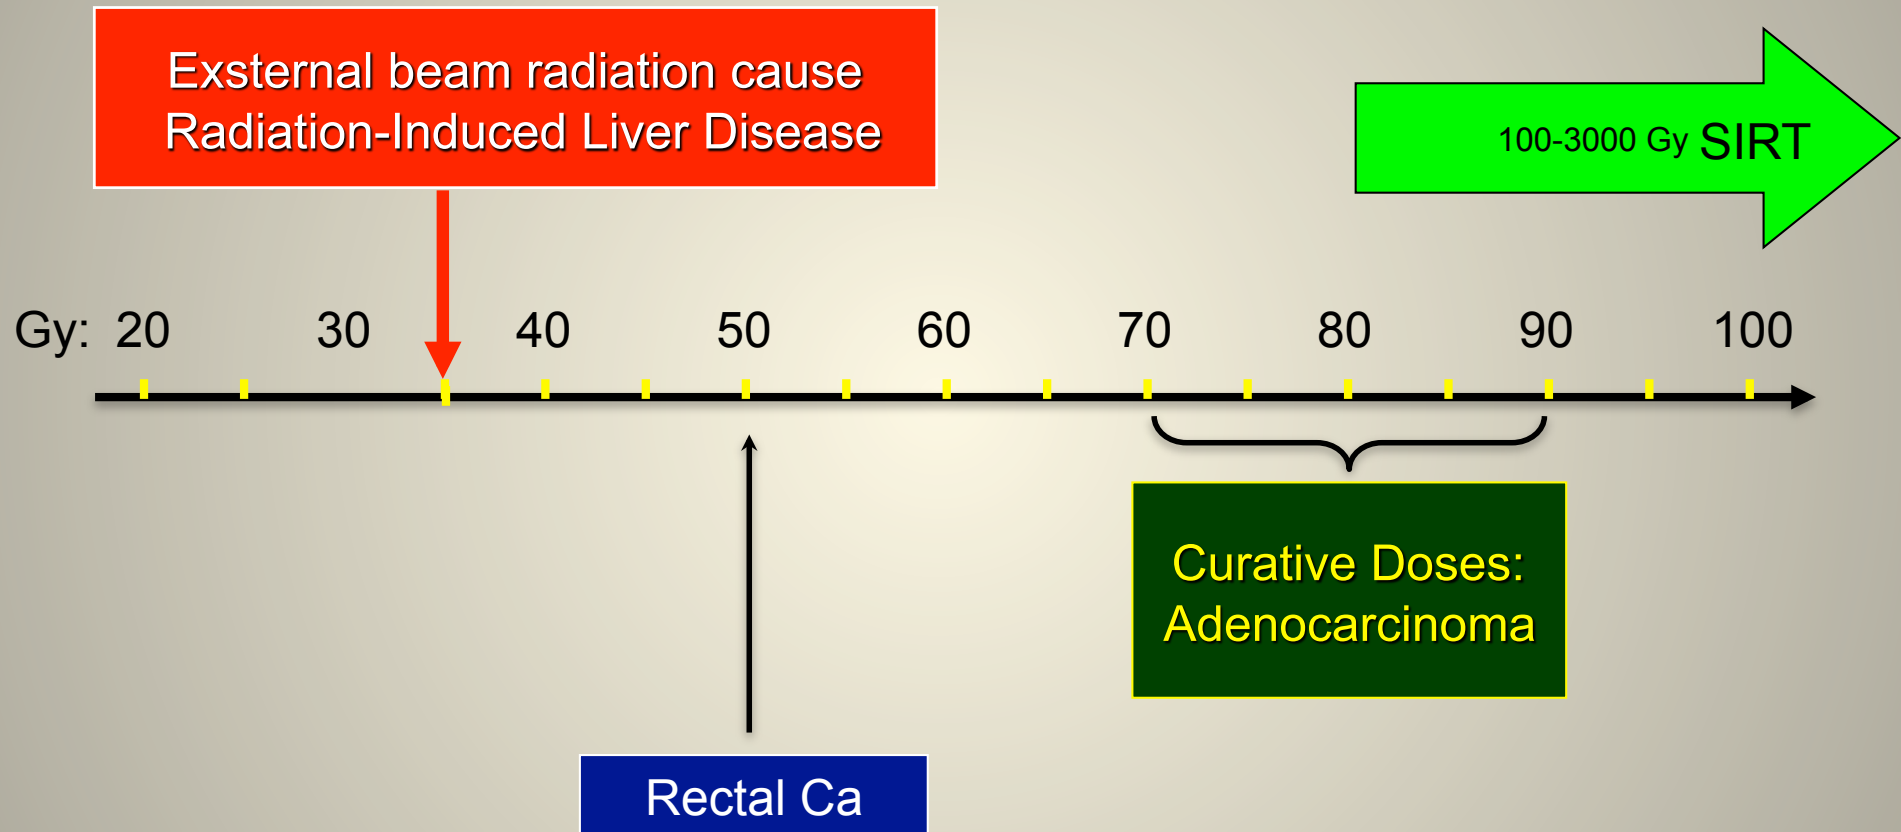 Exsternal beam radiation cause
Radiation-Induced Liver Disease
100-3000 Gy SIRT
Gy: 20 30 40 50 60 70 80 90 100
Curative Doses:
Adenocarcinoma
Rectal Ca